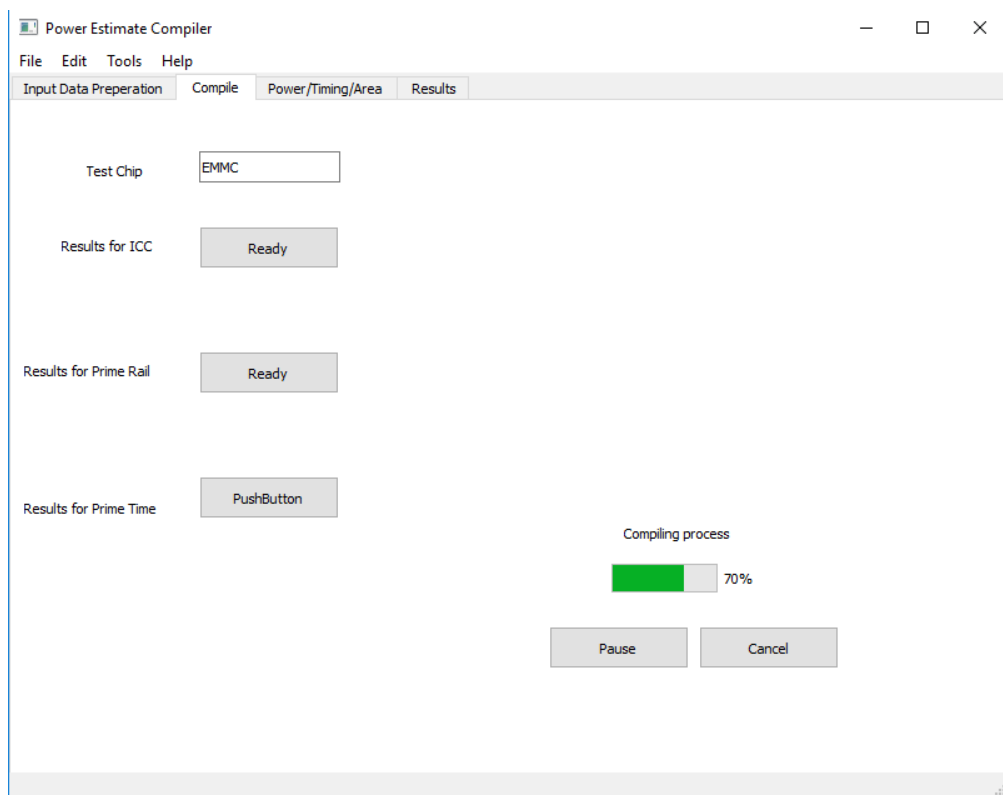 Power Estimate Compiler
File Edit Tools Help
Input Data Preperation Compile Power/Timing/Area Results
Test Chip EMMC
Results for ICC Ready
Results for Prime Rail Ready
Results for Prime Time PushButton
Compiling process
70%
Pause Cancel